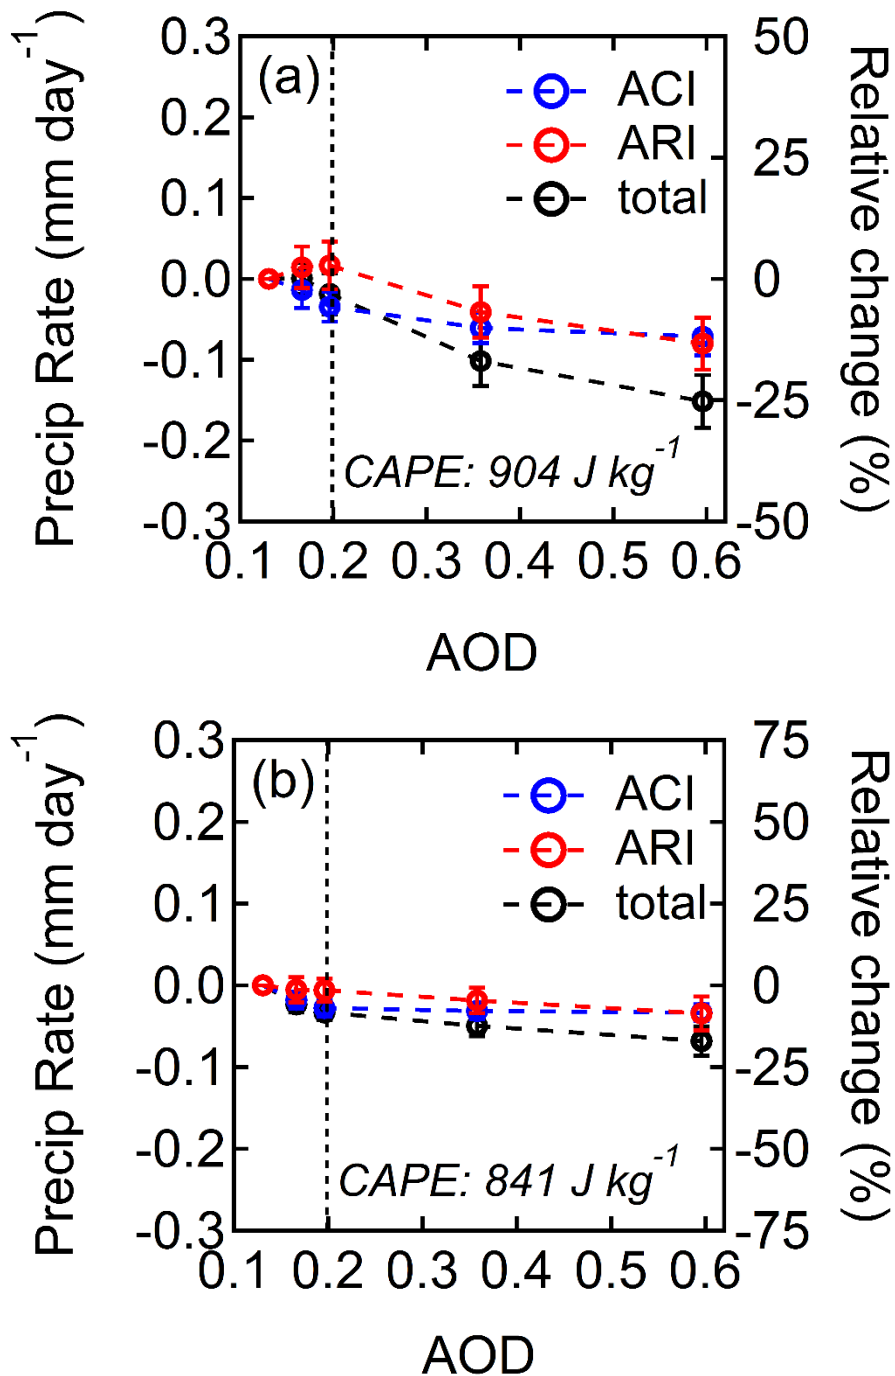 (a)
ACI
ARI
total
CAPE: 904 J kg⁻¹
Precip Rate (mm day⁻¹)
0.3
0.2
0.1
0.0
-0.1
-0.2
-0.3
Relative change (%)
50
25
0
-25
-50
0.1 0.2 0.3 0.4 0.5 0.6
AOD
(b)
ACI
ARI
total
CAPE: 841 J kg⁻¹
Precip Rate (mm day⁻¹)
0.3
0.2
0.1
0.0
-0.1
-0.2
-0.3
Relative change (%)
75
50
25
0
-25
-50
-75
0.1 0.2 0.3 0.4 0.5 0.6
AOD